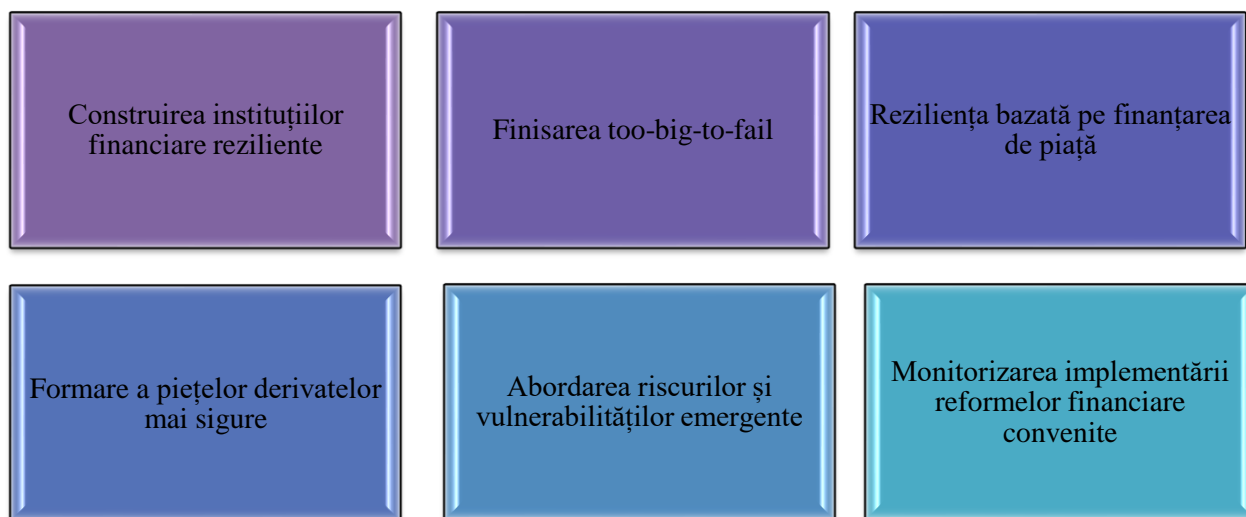 Construirea instituțiilor
financiare reziliente
Finisarea too-big-to-fail
Reziliența bazată pe finanțarea
de piață
Formare a piețelor derivatelor
mai sigure
Abordarea riscurilor și
vulnerabilităților emergente
Monitorizarea implementării
reformelor financiare
convenite